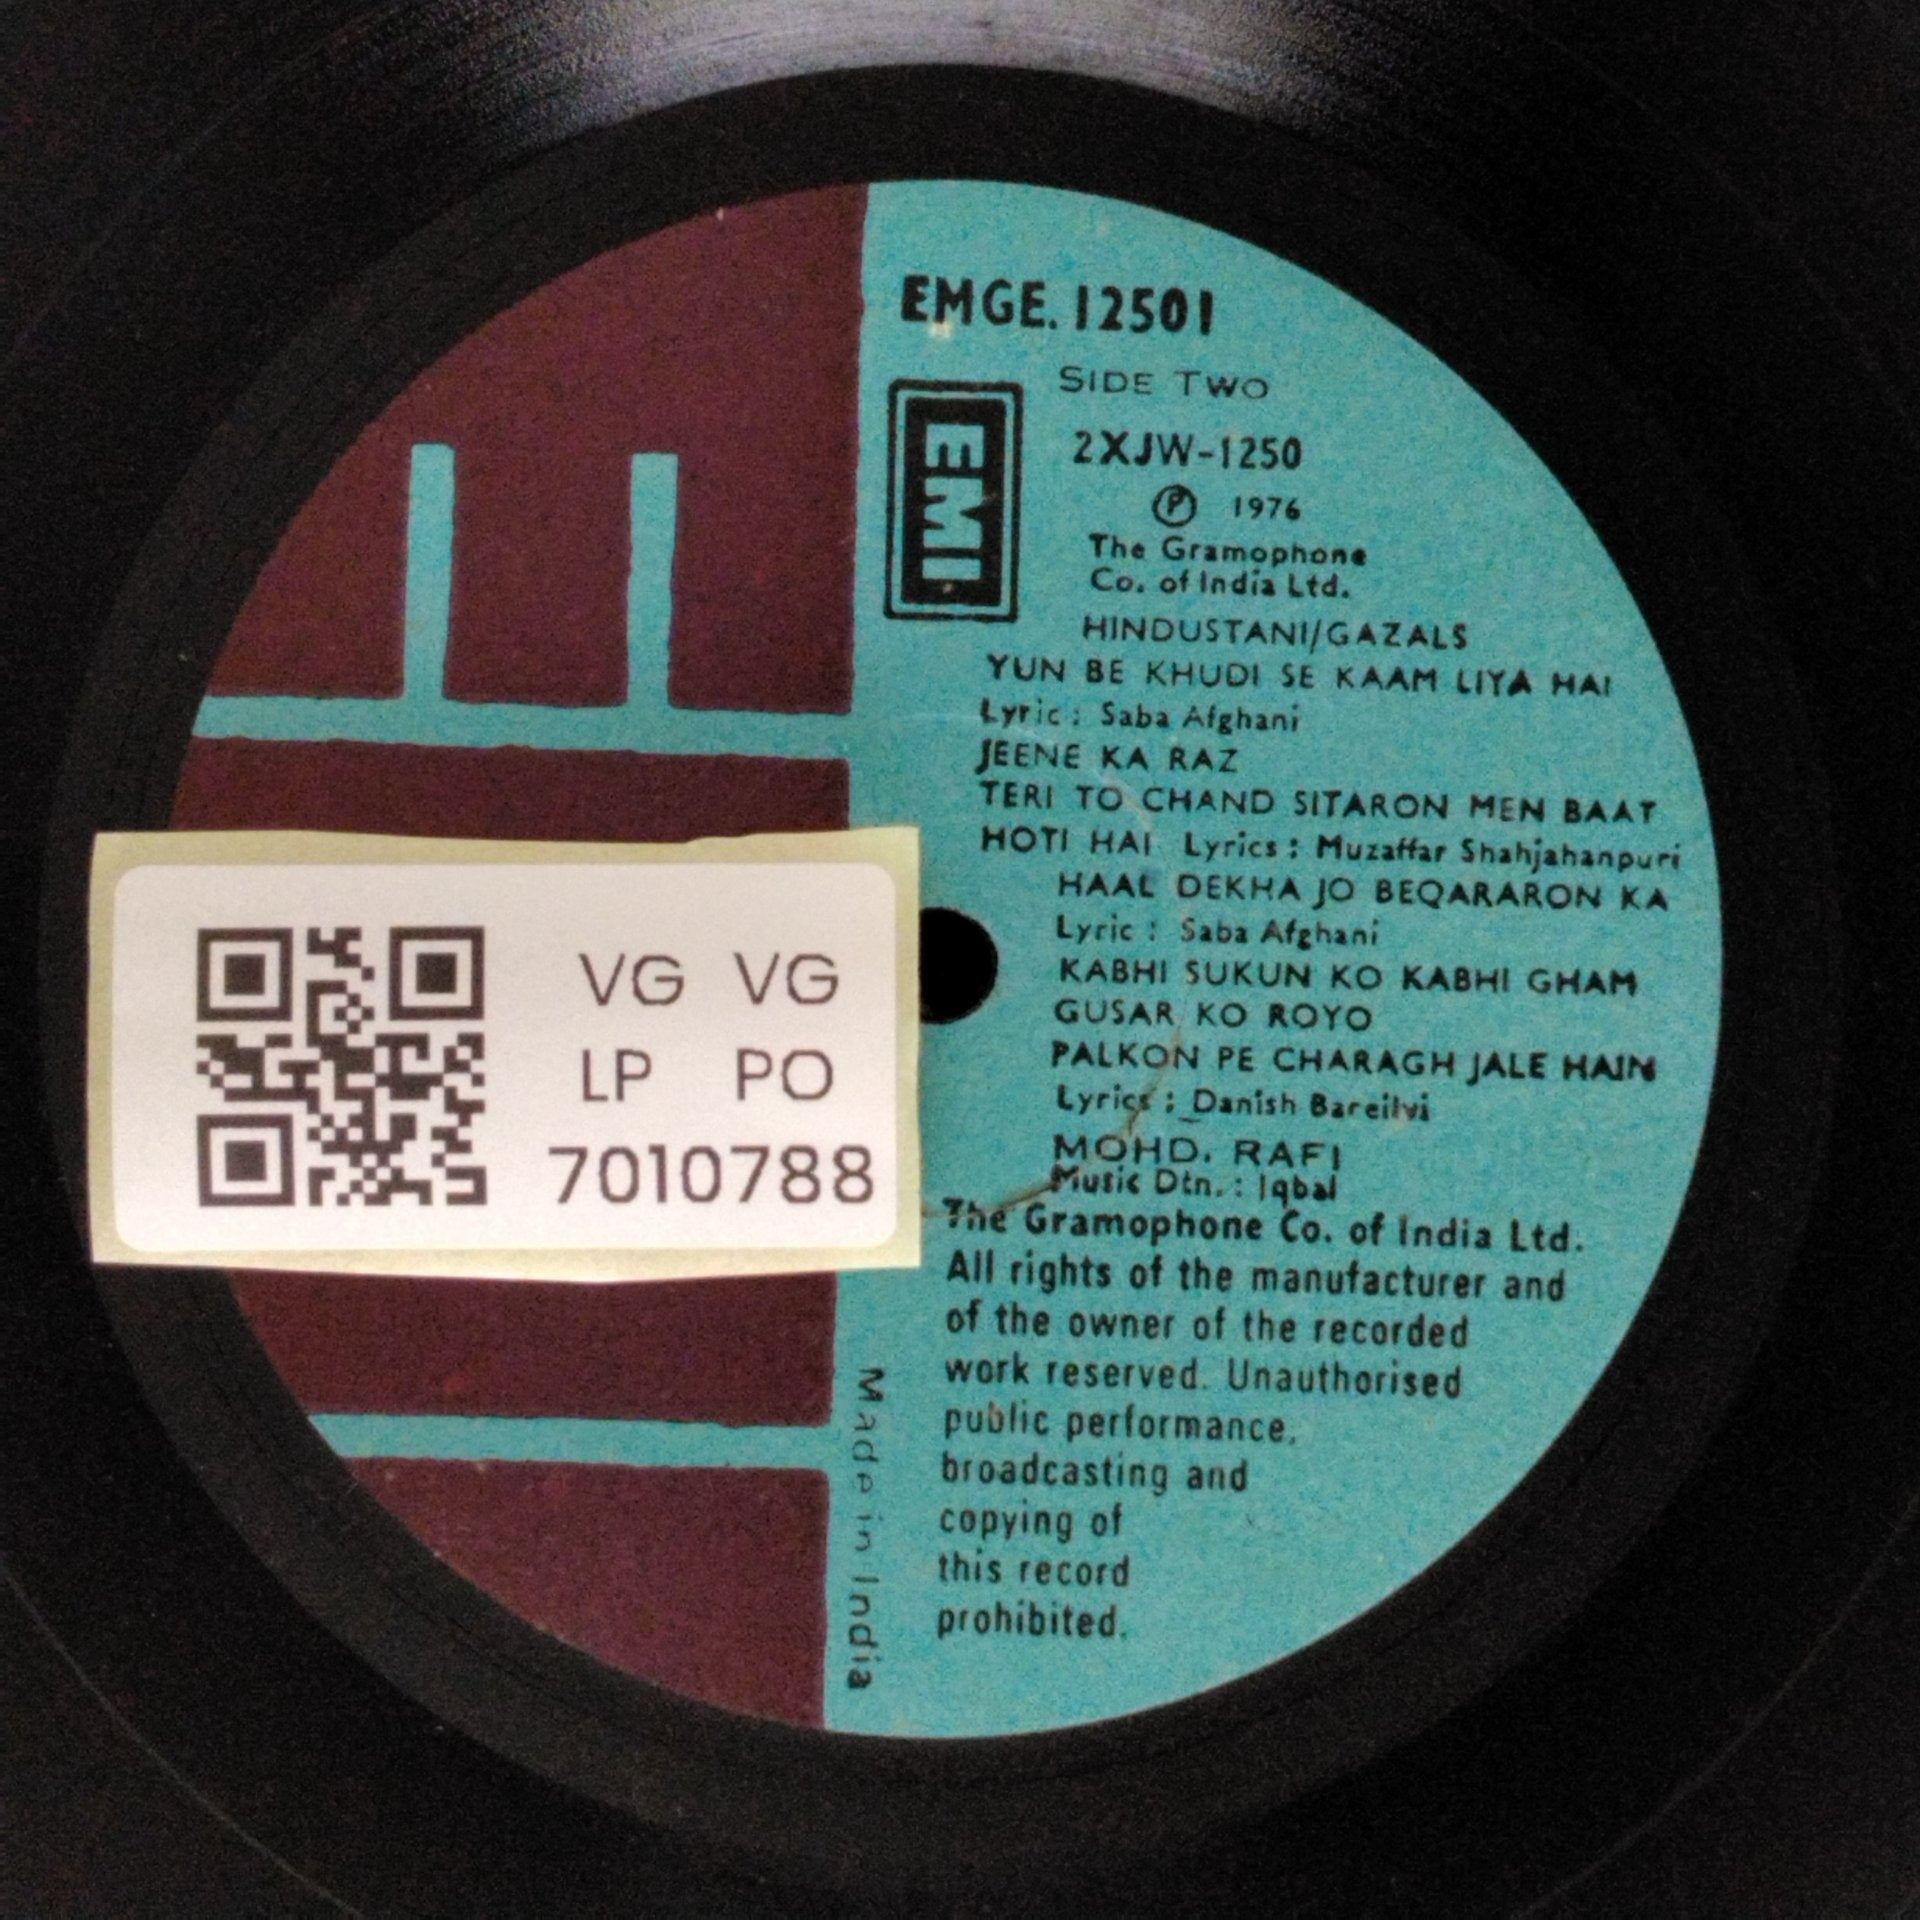 EMGE. 12501
SIDE TWO
EMI
2XJW-1250
Ⓟ 1976
The Gramophone
Co. of India Ltd.
HINDUSTANI/GAZALS
YUN BE KHUDI SE KAAM LIYA HAI
Lyric : Saba Afghani
JEENE KA RAZ
TERI TO CHAND SITARON MEN BAAT
HOTI HAI Lyrics : Muzaffar Shahjahanpuri
HAAL DEKHA JO BEQARARON KA
Lyric : Saba Afghani
KABHI SUKUN KO KABHI GHAM
GUSAR KO ROYO
PALKON PE CHARAGH JALE HAIN
Lyrics : Danish Bareilvi
MOHD. RAFI
Music Dtn. : Iqbal
The Gramophone Co. of India Ltd.
All rights of the manufacturer and
of the owner of the recorded
work reserved. Unauthorised
public performance,
broadcasting and
copying of
this record
prohibited.
Made in India
VG VG
LP PO
7010788